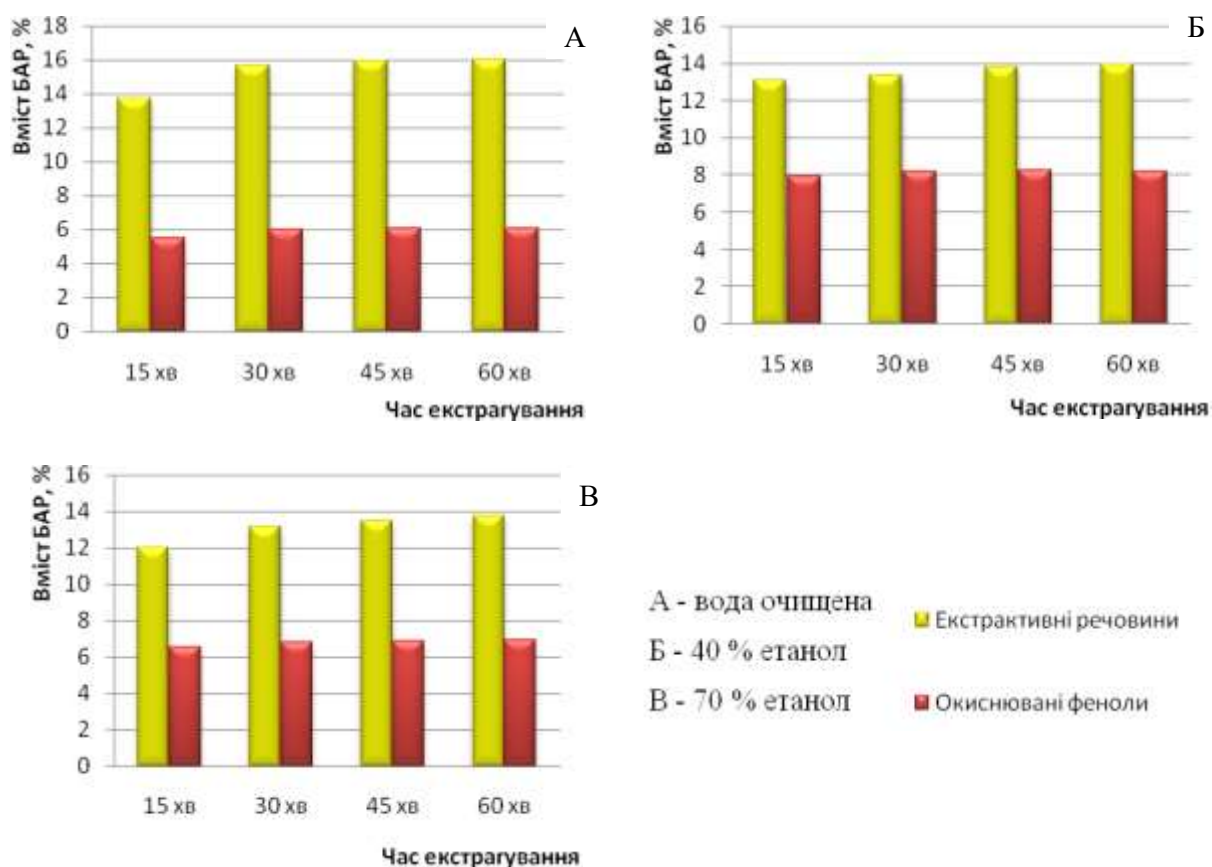 Вміст БАР, %
18
16
14
12
10
8
6
4
2
0
15 хв 30 хв 45 хв 60 хв
Час екстрагування
А
Вміст БАР, %
16
14
12
10
8
6
4
2
0
15 хв 30 хв 45 хв 60 хв
Час екстрагування
Б
Вміст БАР, %
16
14
12
10
8
6
4
2
0
15 хв 30 хв 45 хв 60 хв
Час екстрагування
В
А - вода очищена
Б - 40 % етанол
В - 70 % етанол
Екстрактивні речовини
Окиснювані феноли